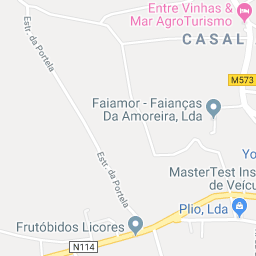 Entre Vinhas &
Mar AgroTurismo
CASAL
M573
Estr. da Portela
Faiamor - Faianças
Da Amoreira, Lda
Yo
Estr. da Portela
MasterTest Ins
de Veícu
Plio, Lda
Frutóbidos Licores
N114